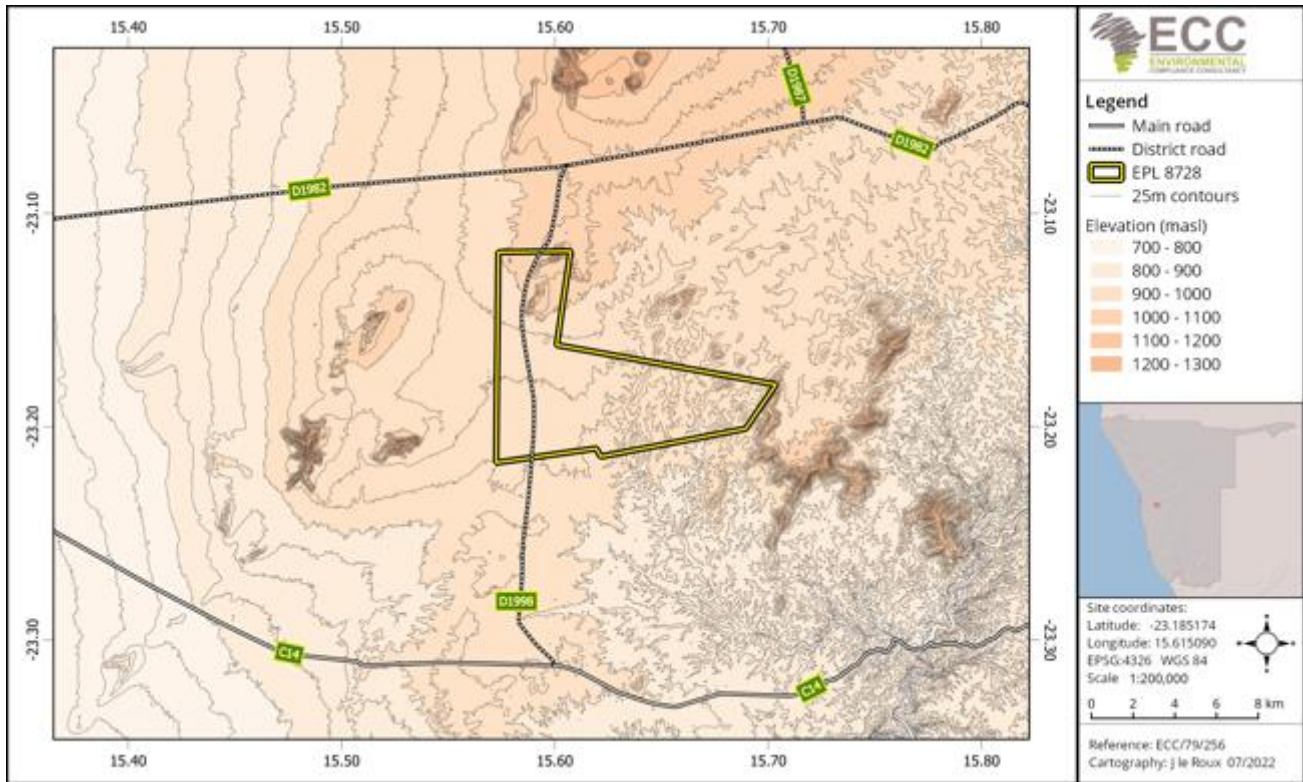 15.40 15.50 15.60 15.70 15.80
D1987
D1982
D1982
-23.10 -23.10
-23.20 -23.20
D1998
-23.30 -23.30
C14
C14
15.40 15.50 15.60 15.70 15.80
ECC
ENVIRONMENTAL
COMPLIANCE CONSULTANCY
Legend
Main road
District road
EPL 8728
25m contours
Elevation (masl)
700 - 800
800 - 900
900 - 1000
1000 - 1100
1100 - 1200
1200 - 1300
Site coordinates:
Latitude: -23.185174
Longitude: 15.615090
EPSG:4326 WGS 84
Scale 1:200,000
0 2 4 6 8 km
Reference: ECC/79/256
Cartography: J le Roux 07/2022